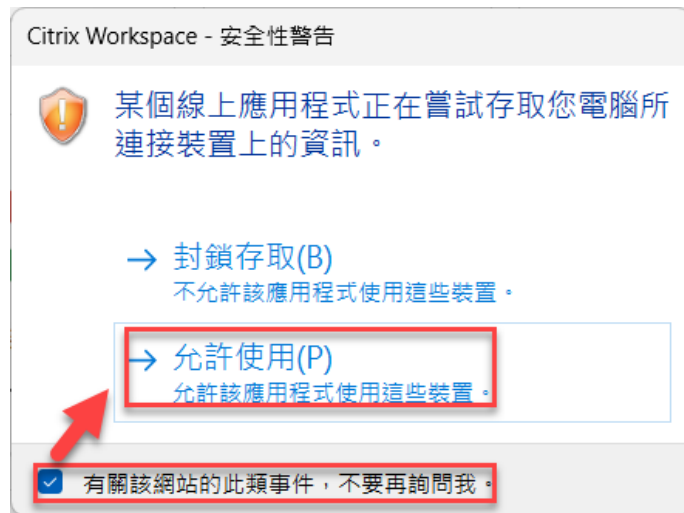 Citrix Workspace - 安全性警告
某個線上應用程式正在嘗試存取您電腦所
連接裝置上的資訊。
→ 封鎖存取(B)
不允許該應用程式使用這些裝置。
→ 允許使用(P)
允許該應用程式使用這些裝置。
有關該網站的此類事件，不要再詢問我。